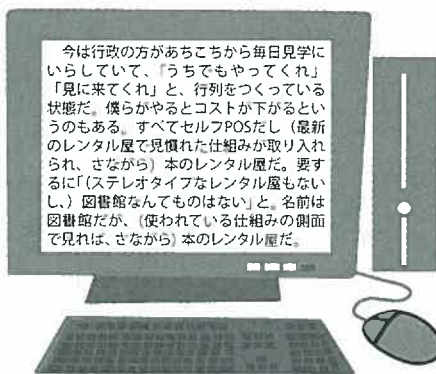 今は行政の方があちこちから毎日見学に
いらしていて、「うちでもやってくれ」
「見に来てくれ」と、行列をつくっている
状態だ。僕らがやるとコストが下がるとい
うのもある。すべてセルフPOSだし（最新
のレンタル屋で見慣れた仕組みが取り入れ
られ、さながら）本のレンタル屋だ。要す
るに「（ステレオタイプなレンタル屋もない
し、）図書館なんてものはない」と。名前は
図書館だが、（使われている仕組みの側面
で見れば、さながら）本のレンタル屋だ。